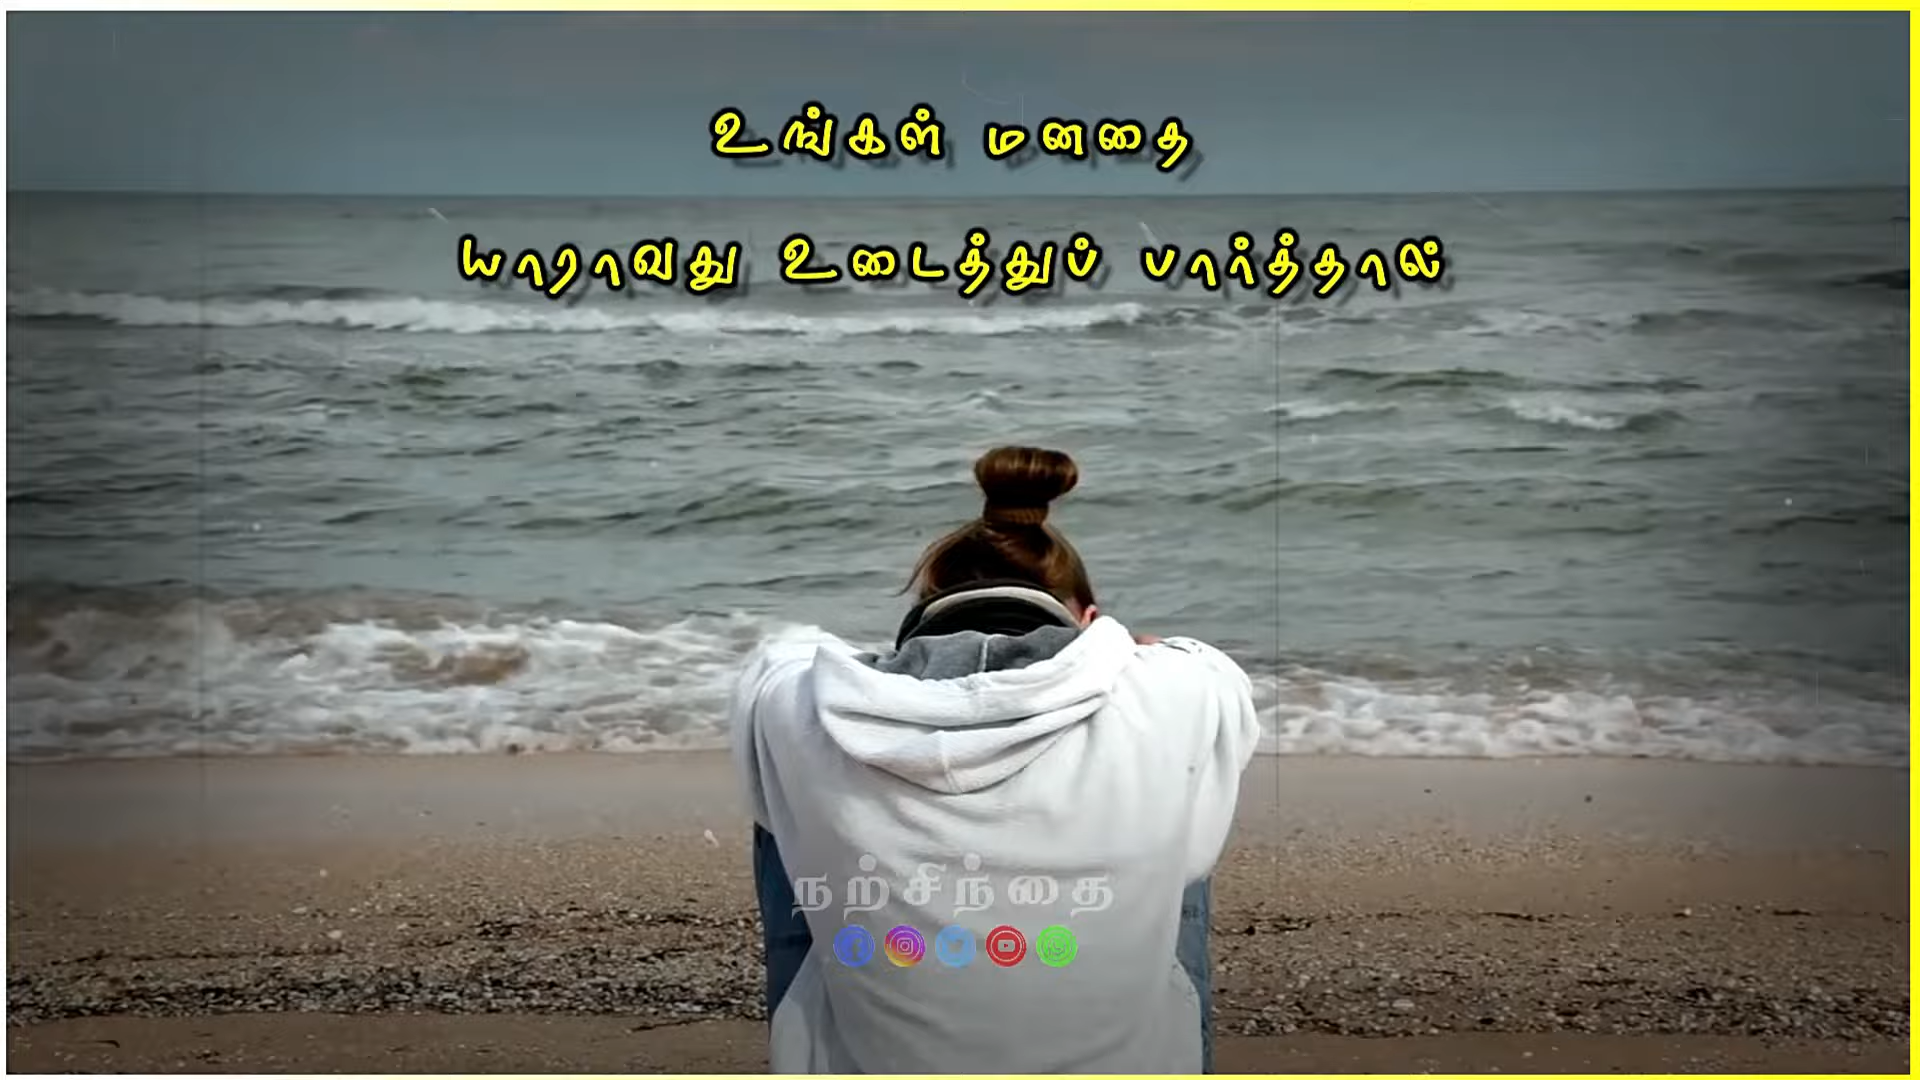 உங்கள் மனதை
யாராவது உடைத்துப் பார்த்தால்
நற்சிந்தை